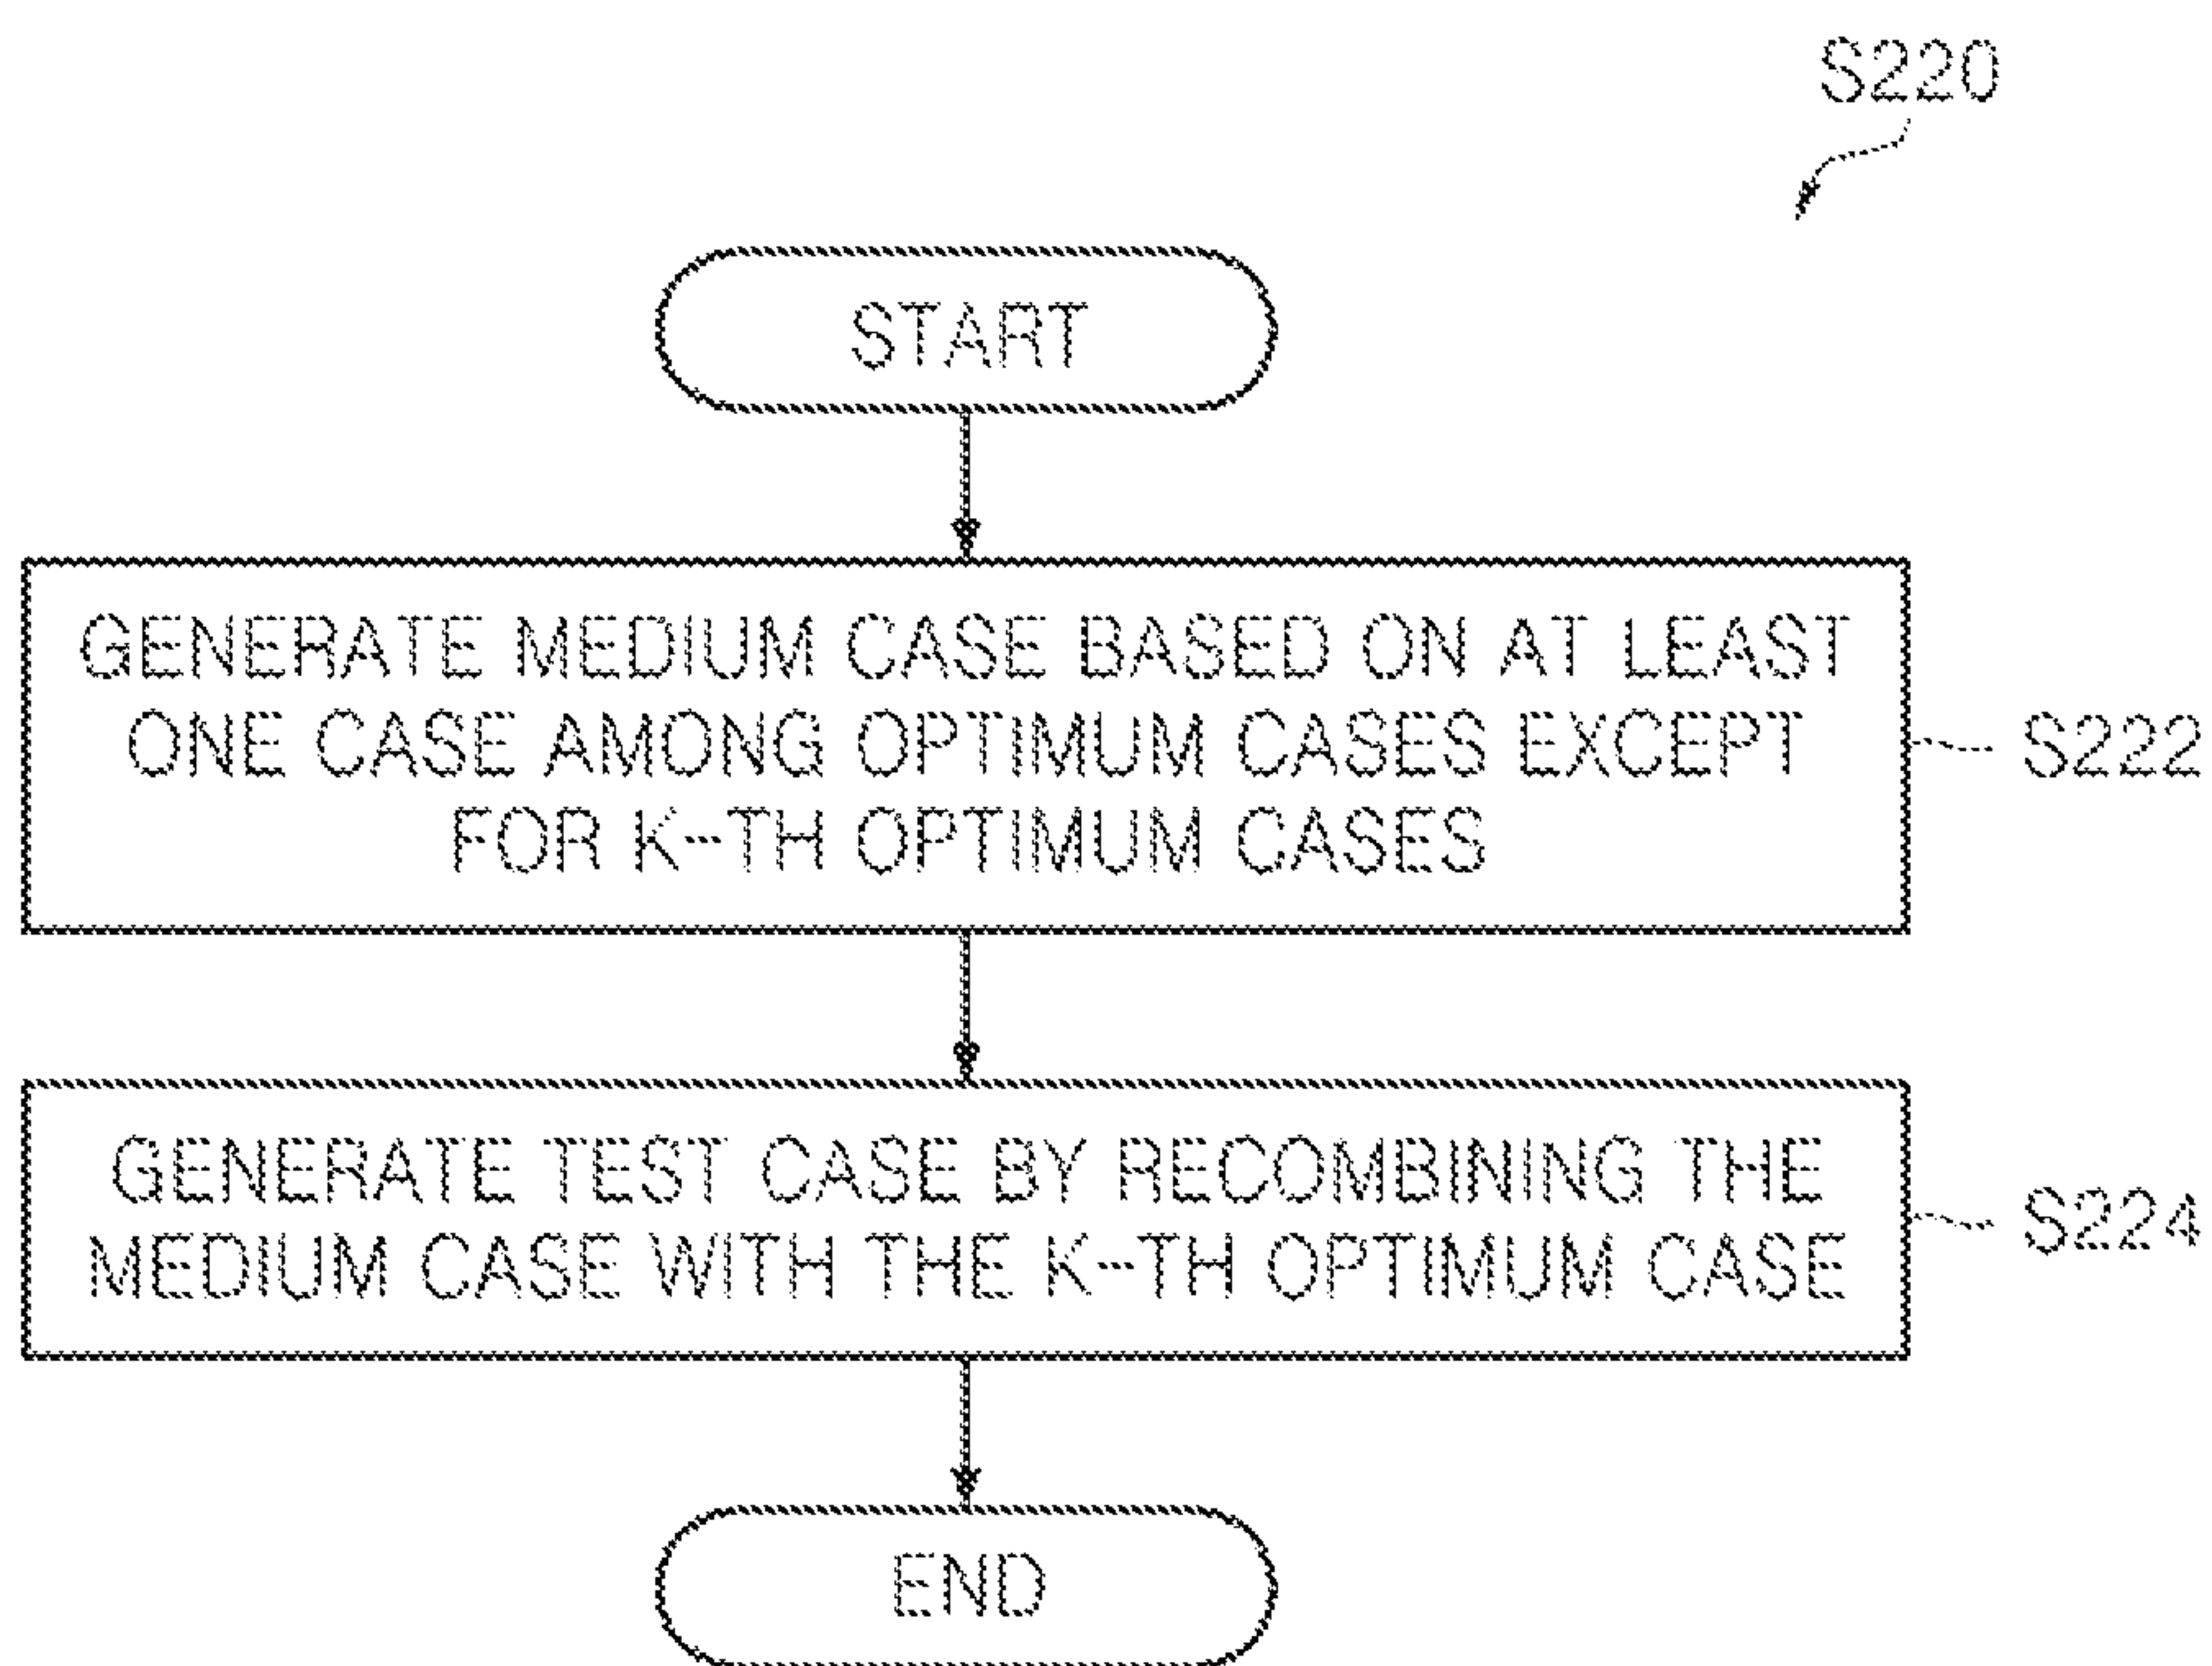 S220
START
GENERATE MEDIUM CASE BASED ON AT LEAST
ONE CASE AMONG OPTIMUM CASES EXCEPT
FOR K-TH OPTIMUM CASES
S222
GENERATE TEST CASE BY RECOMBINING THE
MEDIUM CASE WITH THE K-TH OPTIMUM CASE
S224
END